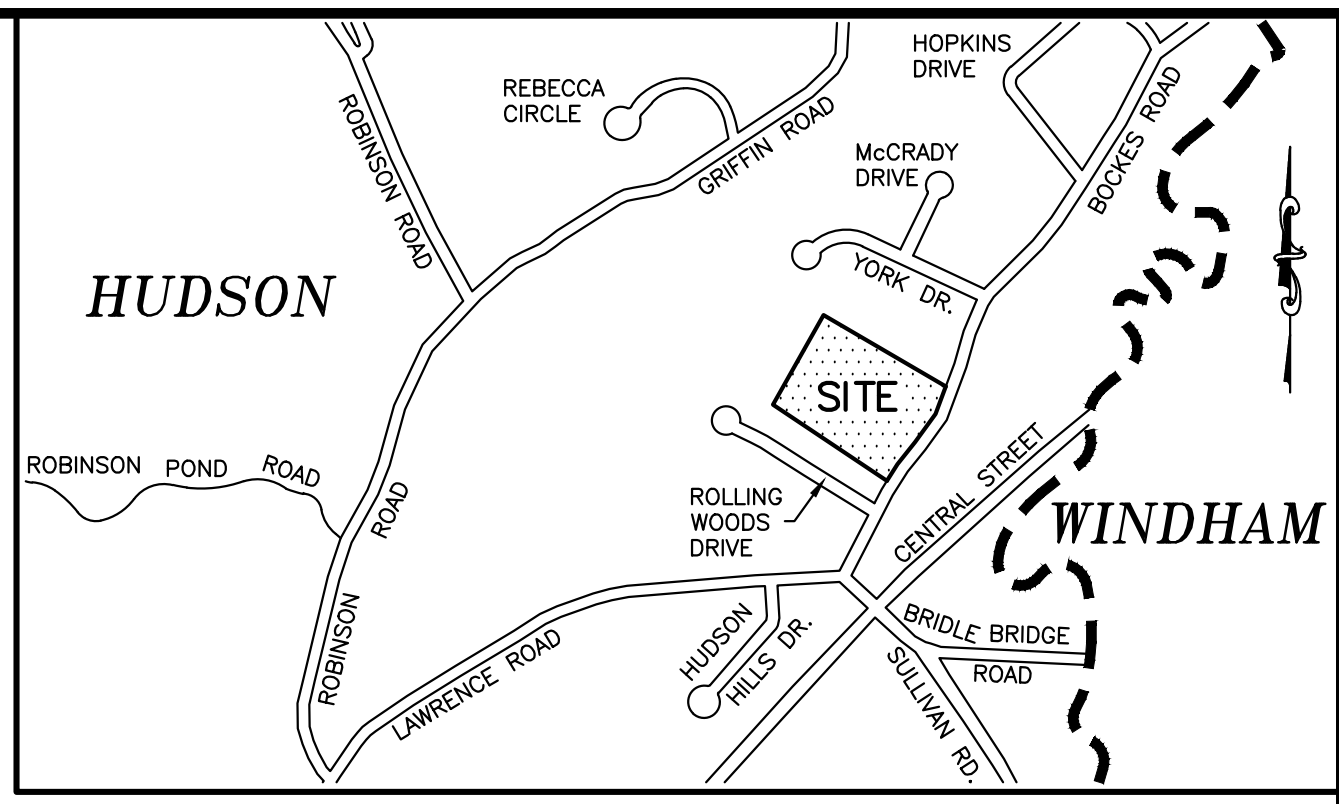 HOPKINS
DRIVE
REBECCA
CIRCLE
ROBINSON ROAD
GRIFFIN ROAD
BOCKES ROAD
McCRADY
DRIVE
YORK DR.
HUDSON
SITE
ROBINSON POND ROAD
ROAD
ROBINSON
ROLLING
WOODS
DRIVE
CENTRAL STREET
WINDHAM
LAWRENCE ROAD
HUDSON
HILLS DR.
BRIDLE BRIDGE
ROAD
SULLIVAN RD.